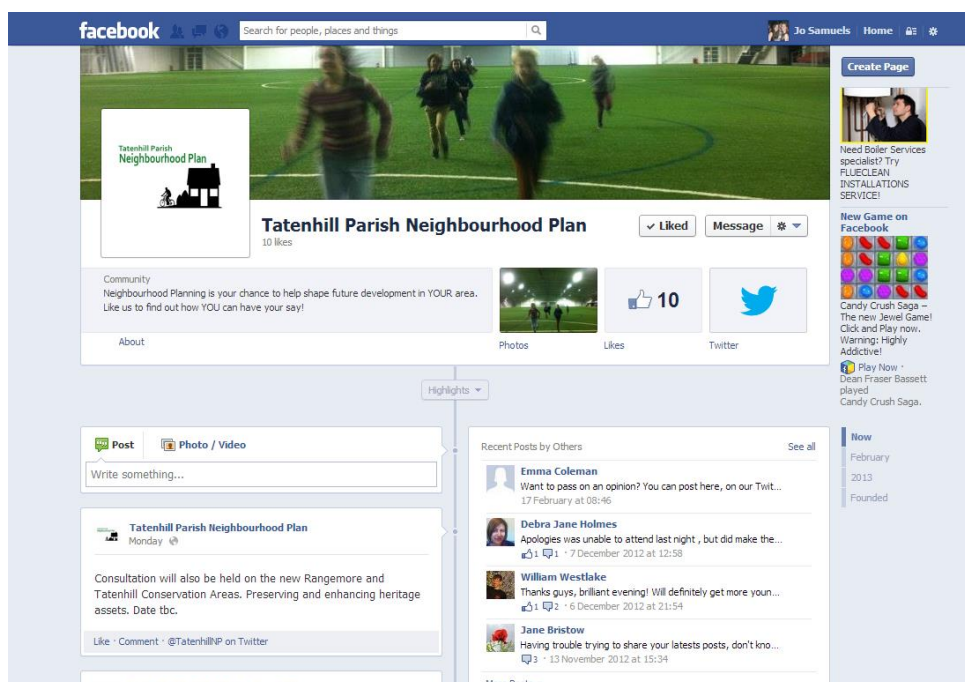 facebook
Search for people, places and things
Jo Samuels Home
Create Page
Tatenhill Parish
Neighbourhood Plan
Need Boiler Services
specialist? Try
FLUECLEAN
INSTALLATIONS
SERVICE!
Tatenhill Parish Neighbourhood Plan
10 likes
Liked
Message
New Game on
Facebook
Candy Crush Saga –
The new Jewel Game!
Click and Play now.
Warning: Highly
Addictive!
Play Now ·
Dean Fraser Bassett
played
Candy Crush Saga.
Community
Neighbourhood Planning is your chance to help shape future development in YOUR area.
Like us to find out how YOU can have your say!
About
10
Photos
Likes
Twitter
Highlights
Post
Photo / Video
Write something...
Tatenhill Parish Neighbourhood Plan
Monday
Consultation will also be held on the new Rangemore and
Tatenhill Conservation Areas. Preserving and enhancing heritage
assets. Date tbc.
Like · Comment · @TatenhillNP on Twitter
Recent Posts by Others
See all
Emma Coleman
Want to pass on an opinion? You can post here, on our Twit...
17 February at 08:46
Debra Jane Holmes
Apologies was unable to attend last night , but did make the...
1 1 · 7 December 2012 at 12:58
William Westlake
Thanks guys, brilliant evening! Will definitely get more youn...
1 2 · 6 December 2012 at 21:54
Jane Bristow
Having trouble trying to share your latests posts, don't kno...
3 · 13 November 2012 at 15:34
Now
February
2013
Founded